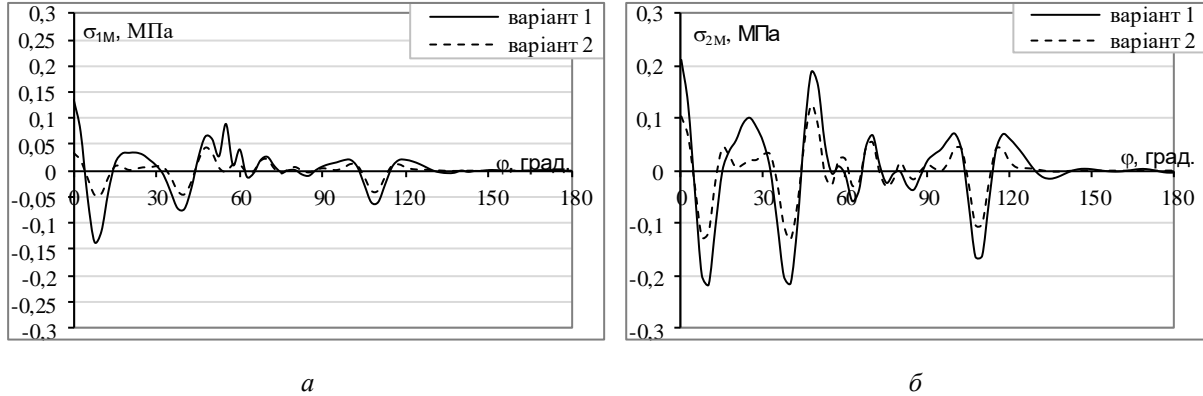 0,3
0,25
0,2
0,15
0,1
0,05
0
-0,05
-0,1
-0,15
-0,2
-0,25
-0,3
σ1М, МПа
варіант 1
варіант 2
φ, град.
0 30 60 90 120 150 180
а
0,3
0,2
0,1
0
-0,1
-0,2
-0,3
σ2М, МПа
варіант 1
варіант 2
φ, град.
0 30 60 90 120 150 180
б